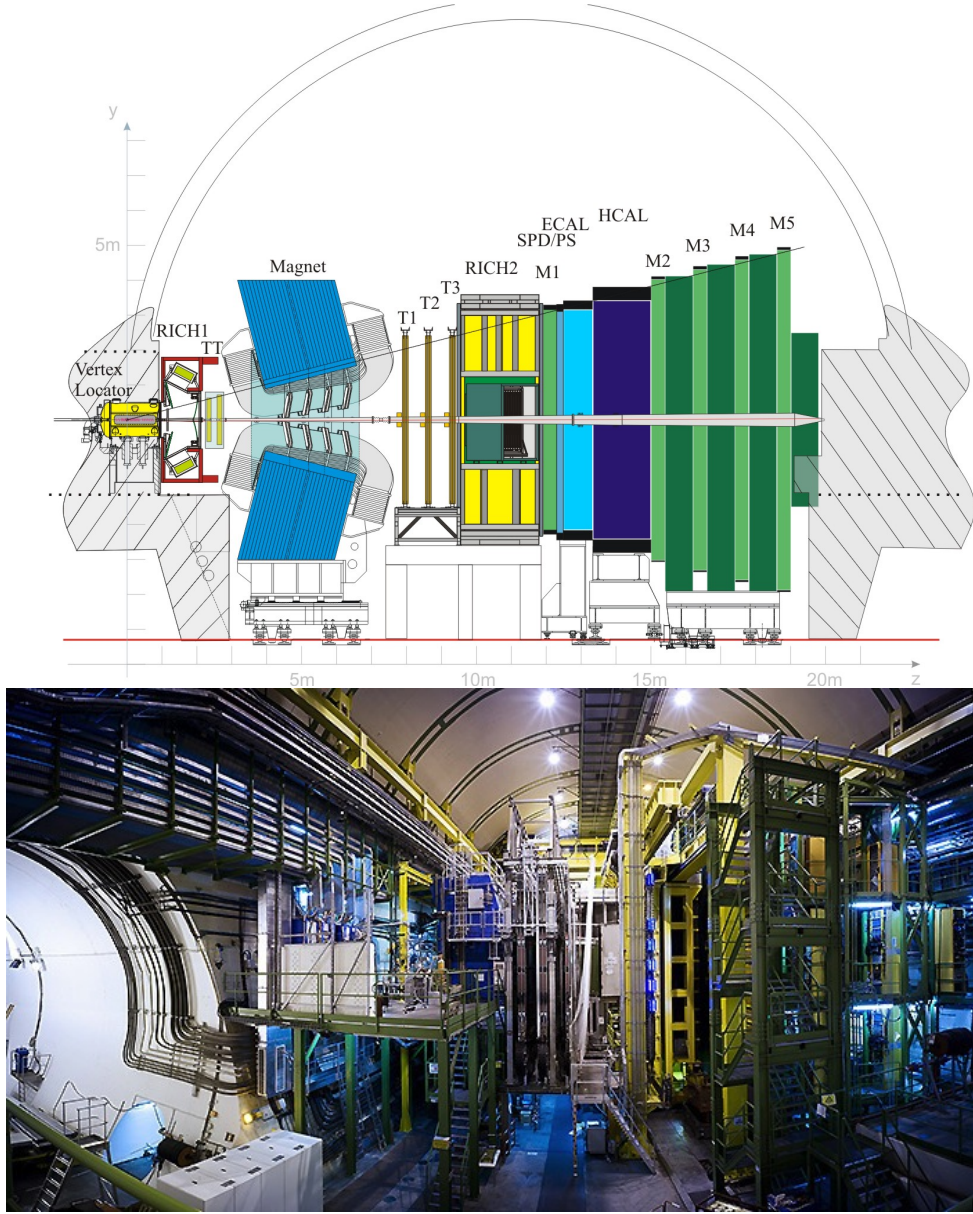 y
5m
HCAL
ECAL
SPD/PS
M5
M4
M3
M2
Magnet
RICH2
M1
T3
T2
T1
RICH1
TT
Vertex
Locator
5m
10m
15m
20m
z